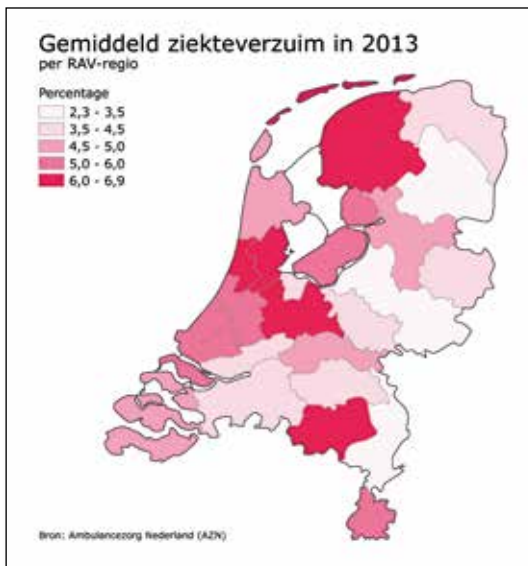 Gemiddeld ziekteverzuim in 2013
per RAV-regio
Percentage
2,3 - 3,5
3,5 - 4,5
4,5 - 5,0
5,0 - 6,0
6,0 - 6,9
Bron: Ambulancezorg Nederland (AZN)